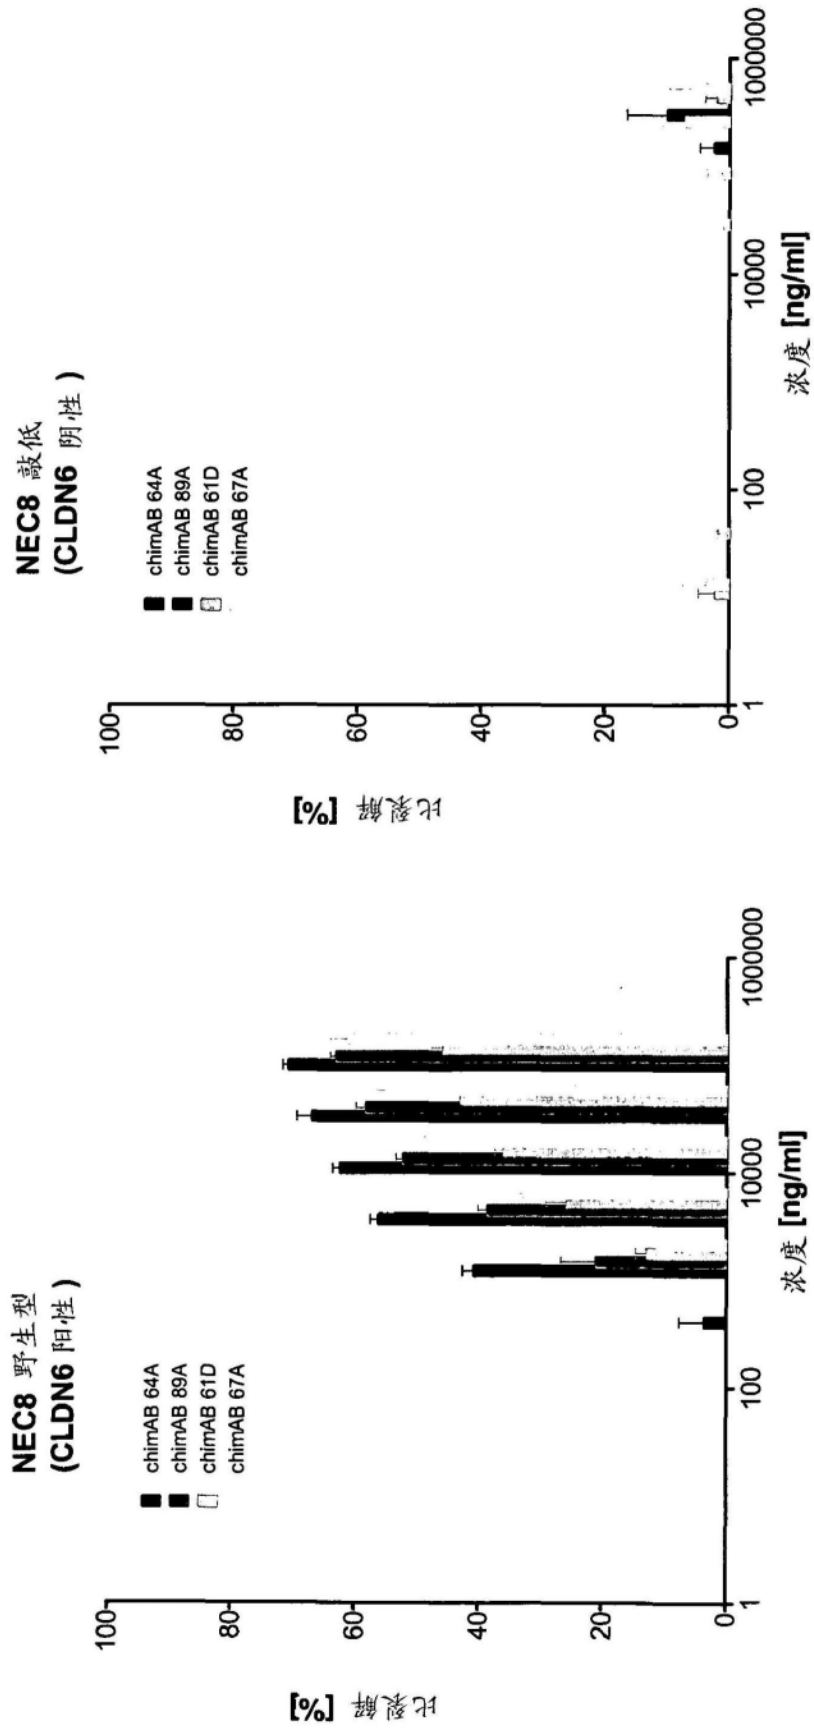 NEC8 野生型
(CLDN6 阳性 )
chimAB 64A
chimAB 89A
chimAB 61D
chimAB 67A
比裂解 [%]
100
80
60
40
20
0
1
100
10000
1000000
浓度 [ng/ml]
NEC8 敲低
(CLDN6 阴性 )
chimAB 64A
chimAB 89A
chimAB 61D
chimAB 67A
比裂解 [%]
100
80
60
40
20
0
1
100
10000
1000000
浓度 [ng/ml]